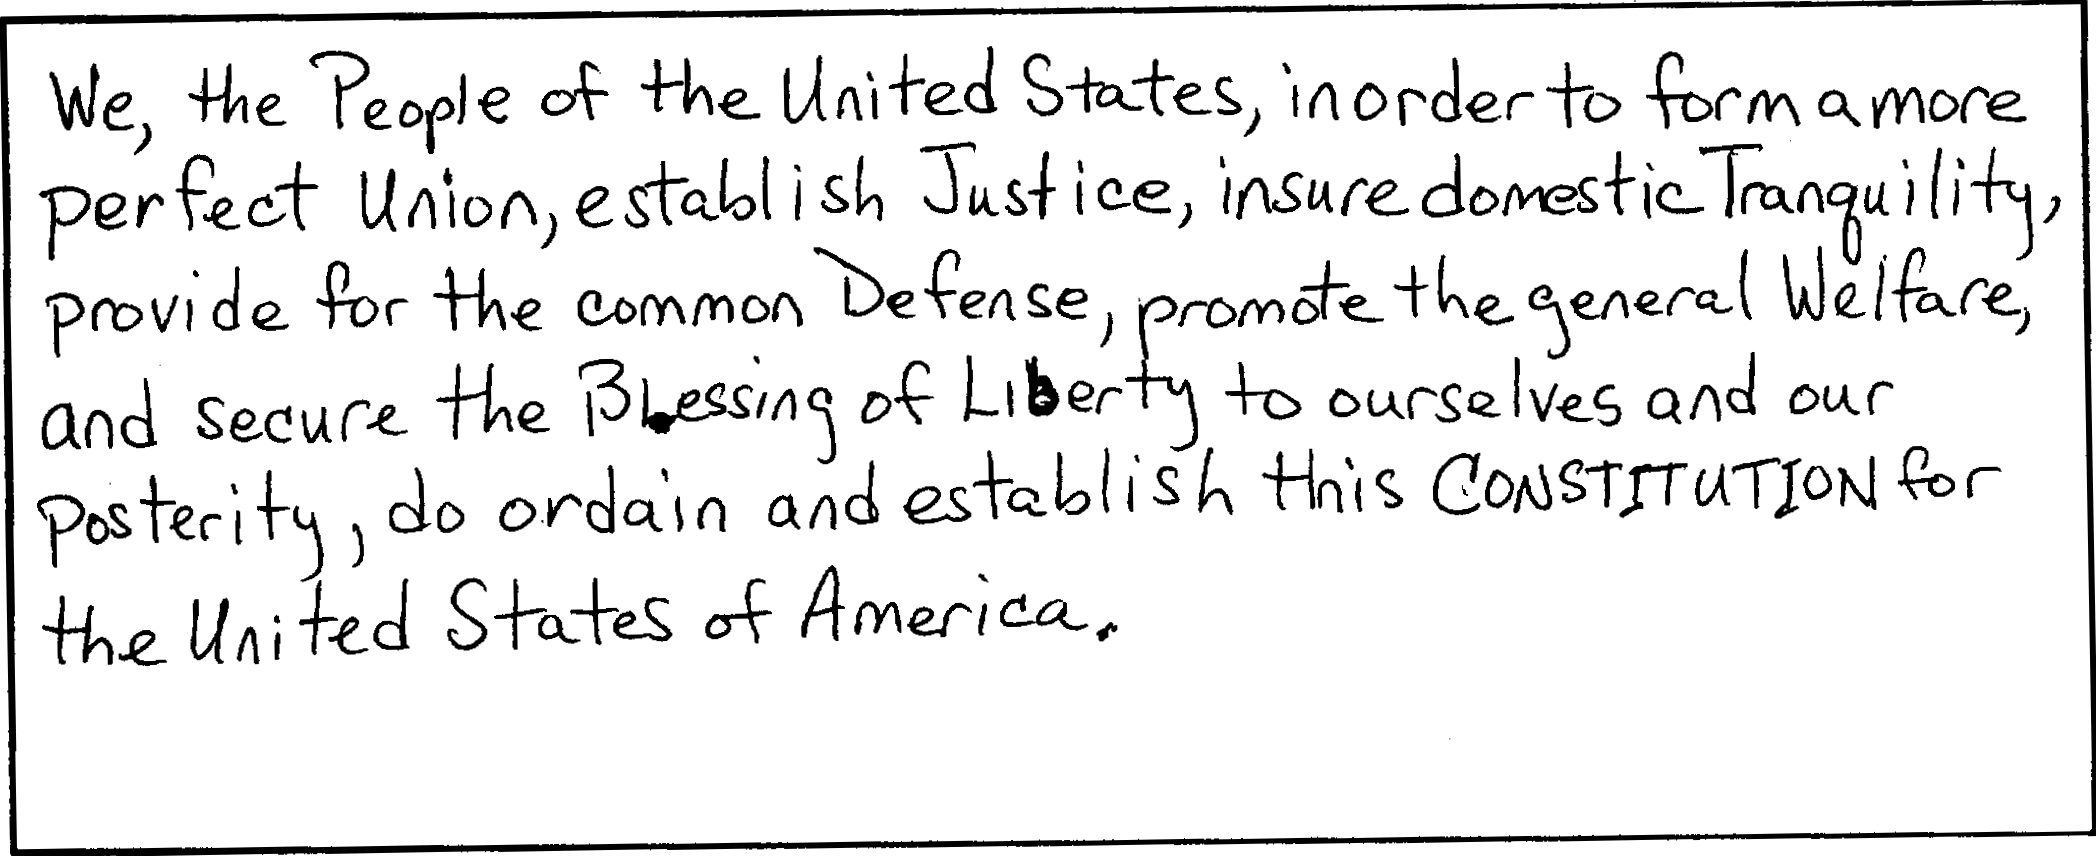 We, the People of the United States, in order to form a more
perfect Union, establish Justice, insure domestic Tranquility,
provide for the common Defense, promote the general Welfare,
and secure the Blessing of Liberty to ourselves and our
posterity, do ordain and establish this CONSTITUTION for
the United States of America.